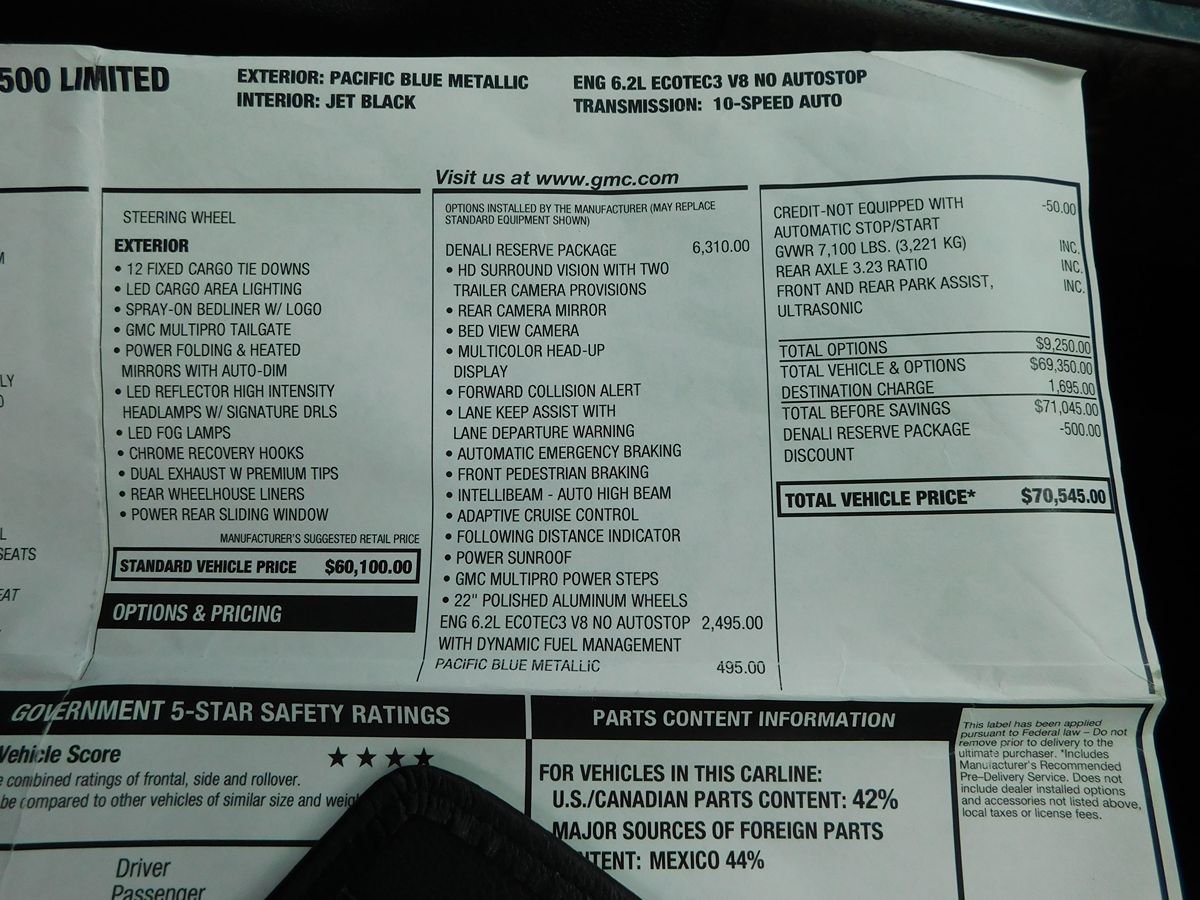 500 LIMITED
EXTERIOR: PACIFIC BLUE METALLIC
INTERIOR: JET BLACK
ENG 6.2L ECOTEC3 V8 NO AUTOSTOP
TRANSMISSION: 10-SPEED AUTO
Visit us at www.gmc.com
M
LY
SEATS
EAT
STEERING WHEEL
EXTERIOR
• 12 FIXED CARGO TIE DOWNS
• LED CARGO AREA LIGHTING
• SPRAY-ON BEDLINER W/ LOGO
• GMC MULTIPRO TAILGATE
• POWER FOLDING & HEATED
MIRRORS WITH AUTO-DIM
• LED REFLECTOR HIGH INTENSITY
HEADLAMPS W/ SIGNATURE DRLS
• LED FOG LAMPS
• CHROME RECOVERY HOOKS
• DUAL EXHAUST W PREMIUM TIPS
• REAR WHEELHOUSE LINERS
• POWER REAR SLIDING WINDOW
MANUFACTURER'S SUGGESTED RETAIL PRICE
STANDARD VEHICLE PRICE $60,100.00
OPTIONS & PRICING
OPTIONS INSTALLED BY THE MANUFACTURER (MAY REPLACE
STANDARD EQUIPMENT SHOWN)
DENALI RESERVE PACKAGE 6,310.00
• HD SURROUND VISION WITH TWO
TRAILER CAMERA PROVISIONS
• REAR CAMERA MIRROR
• BED VIEW CAMERA
• MULTICOLOR HEAD-UP
DISPLAY
• FORWARD COLLISION ALERT
• LANE KEEP ASSIST WITH
LANE DEPARTURE WARNING
• AUTOMATIC EMERGENCY BRAKING
• FRONT PEDESTRIAN BRAKING
• INTELLIBEAM - AUTO HIGH BEAM
• ADAPTIVE CRUISE CONTROL
• FOLLOWING DISTANCE INDICATOR
• POWER SUNROOF
• GMC MULTIPRO POWER STEPS
• 22" POLISHED ALUMINUM WHEELS
ENG 6.2L ECOTEC3 V8 NO AUTOSTOP 2,495.00
WITH DYNAMIC FUEL MANAGEMENT
PACIFIC BLUE METALLIC 495.00
CREDIT-NOT EQUIPPED WITH -50.00
AUTOMATIC STOP/START
GVWR 7,100 LBS. (3,221 KG) INC.
REAR AXLE 3.23 RATIO INC.
FRONT AND REAR PARK ASSIST, INC.
ULTRASONIC
TOTAL OPTIONS $9,250.00
TOTAL VEHICLE & OPTIONS $69,350.00
DESTINATION CHARGE 1,695.00
TOTAL BEFORE SAVINGS $71,045.00
DENALI RESERVE PACKAGE -500.00
DISCOUNT
TOTAL VEHICLE PRICE* $70,545.00
GOVERNMENT 5-STAR SAFETY RATINGS
Vehicle Score ★★★★
e combined ratings of frontal, side and rollover.
be compared to other vehicles of similar size and weig
Driver
Passenger
PARTS CONTENT INFORMATION
FOR VEHICLES IN THIS CARLINE:
U.S./CANADIAN PARTS CONTENT: 42%
MAJOR SOURCES OF FOREIGN PARTS
NTENT: MEXICO 44%
This label has been applied
pursuant to Federal law – Do not
remove prior to delivery to the
ultimate purchaser. *Includes
Manufacturer's Recommended
Pre–Delivery Service. Does not
include dealer installed options
and accessories not listed above,
local taxes or license fees.